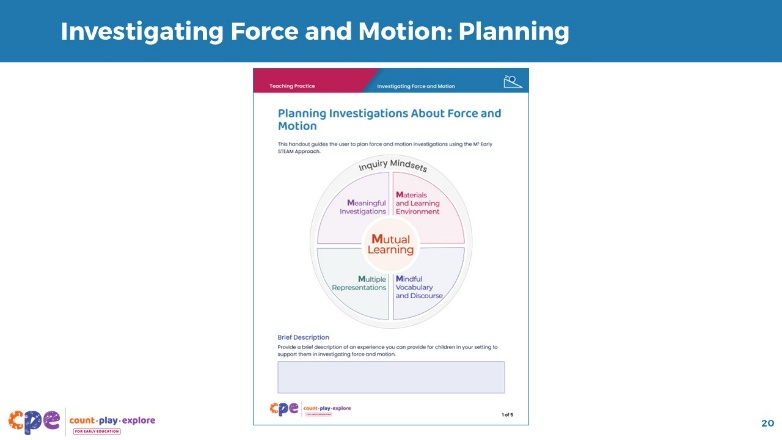 Investigating Force and Motion: Planning
Teaching Practice
Investigating Force and Motion
Planning Investigations About Force and
Motion
This handout guides the user to plan force and motion investigations using the M⁵ Early
STEAM Approach.
Inquiry Mindsets
Meaningful
Investigations
Materials
and Learning
Environment
Mutual
Learning
Multiple
Representations
Mindful
Vocabulary
and Discourse
Brief Description
Provide a brief description of an experience you can provide for children in your setting to
support them in investigating force and motion.
cpe
count·play·explore
1 of 5
cpe
count·play·explore
FOR EARLY EDUCATION
20